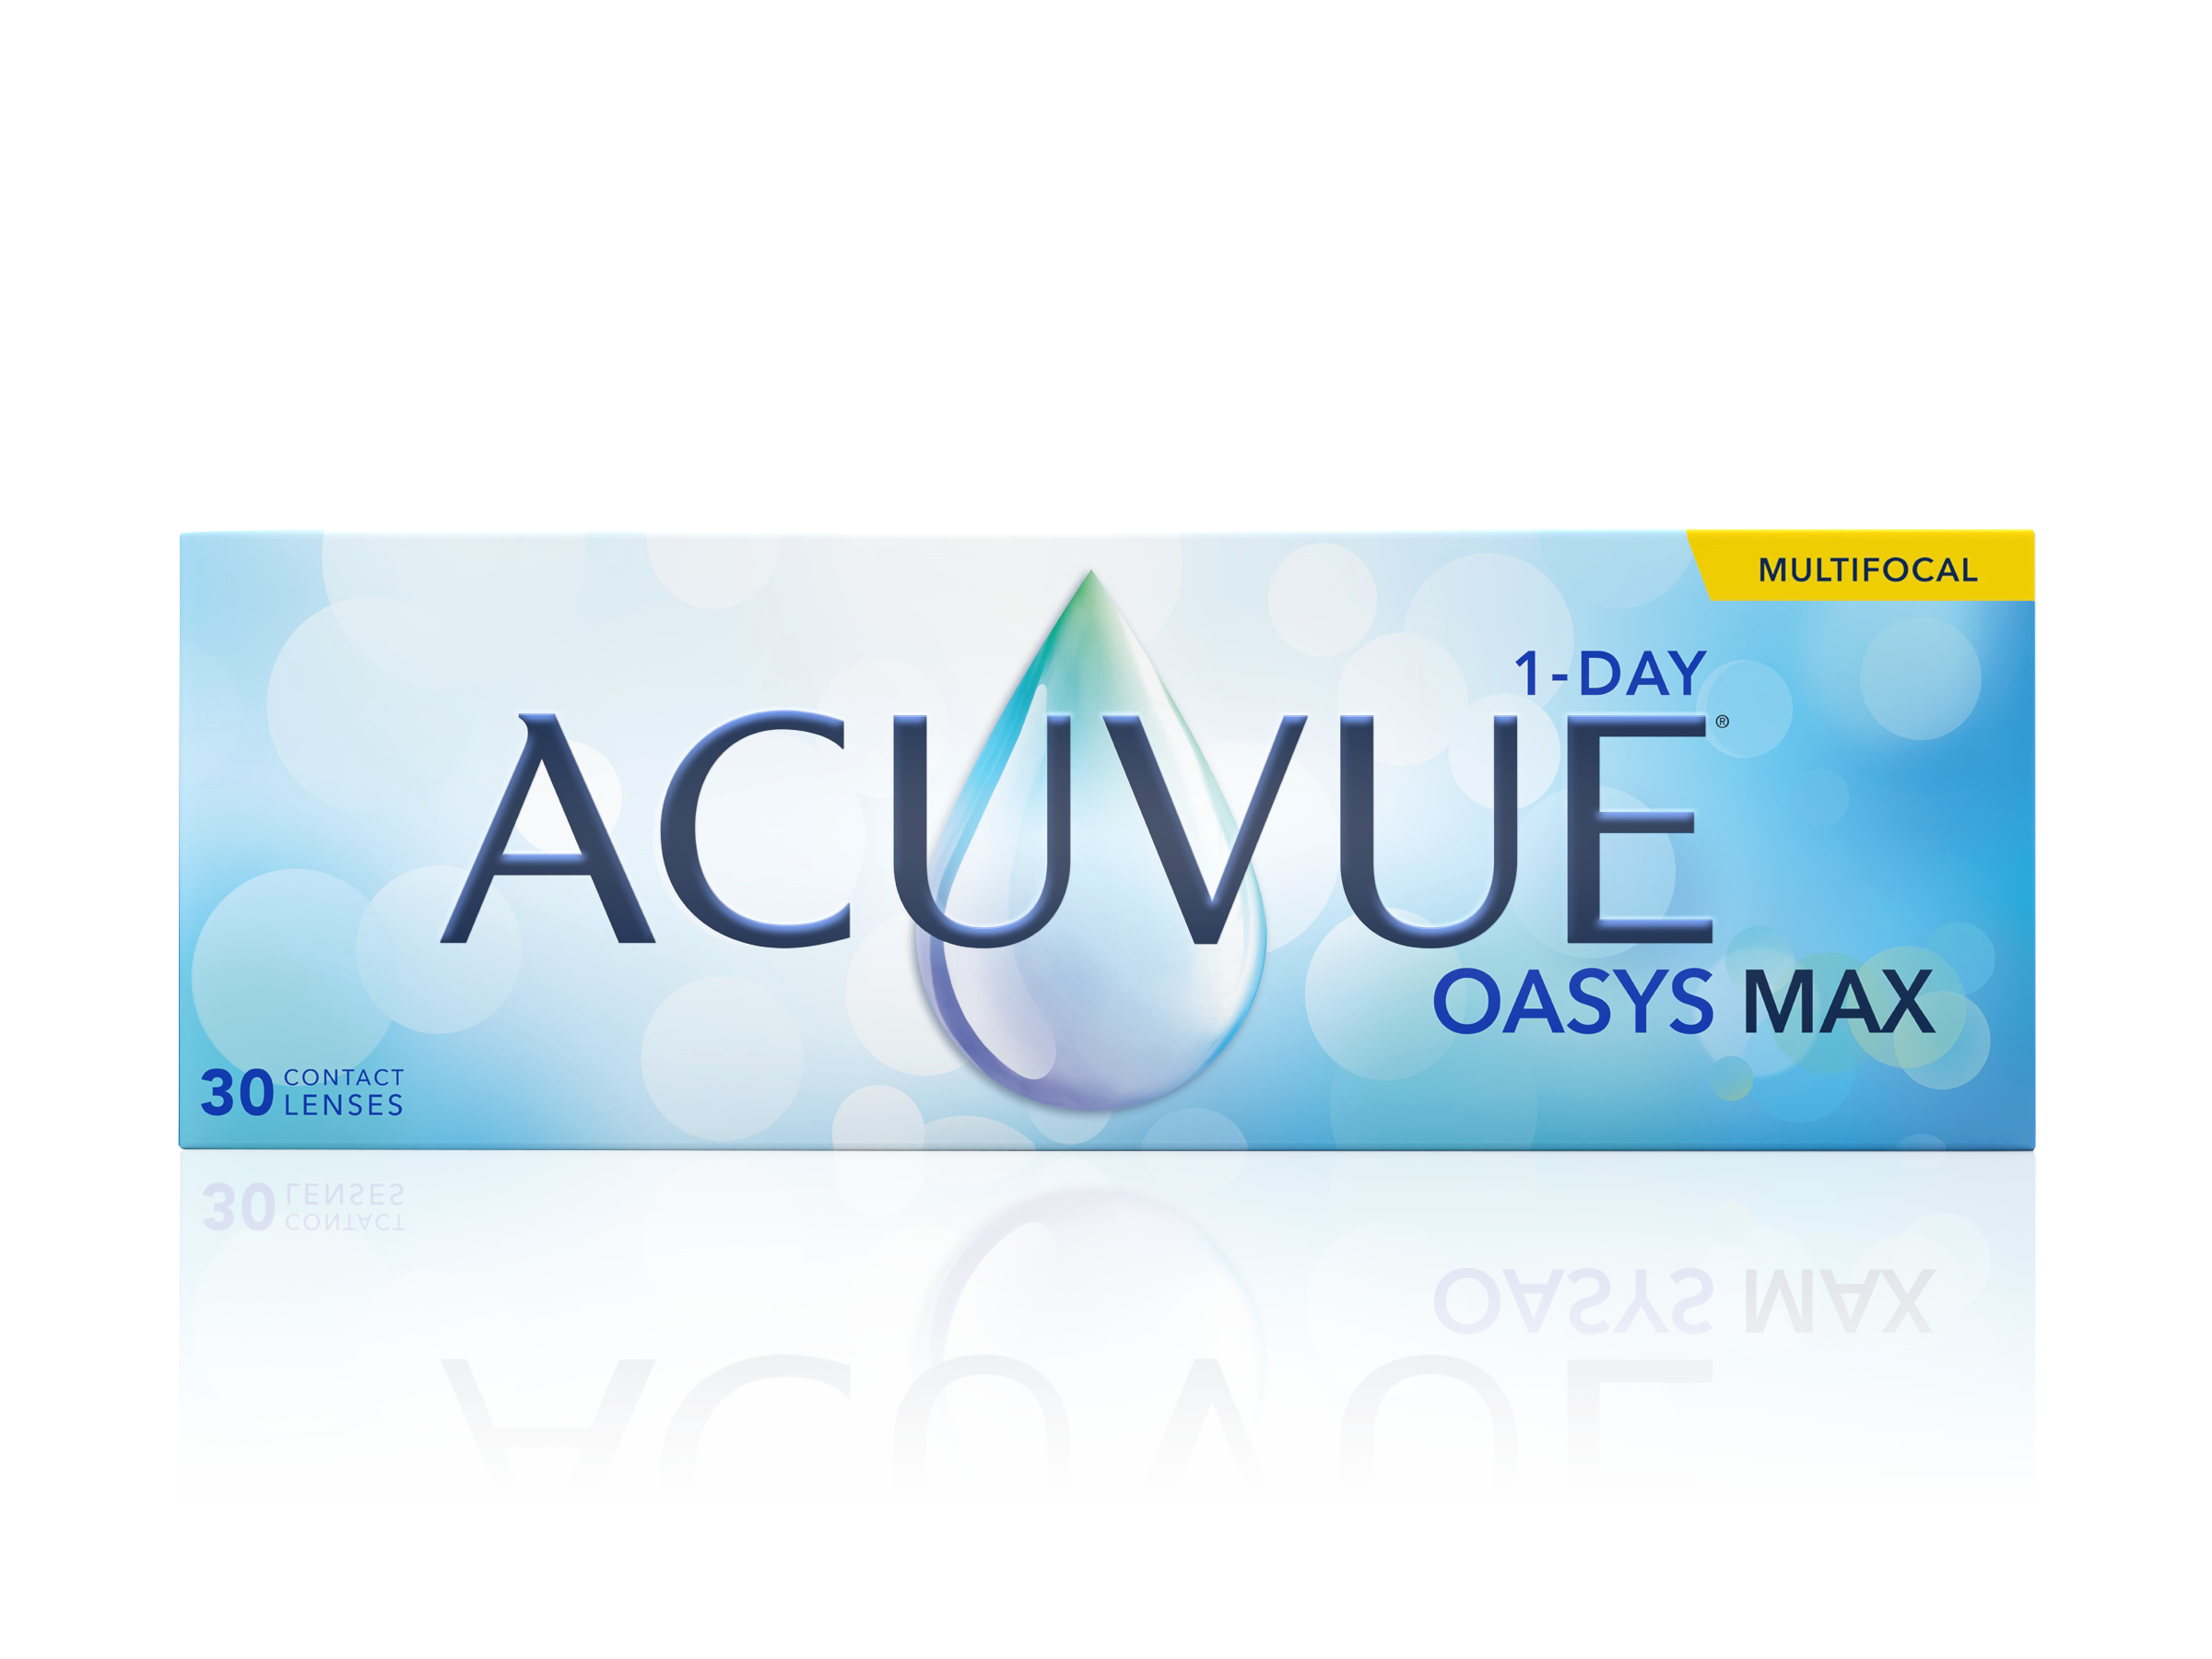 MULTIFOCAL
1-DAY
ACUVUE®
OASYS MAX
30 CONTACT
LENSES